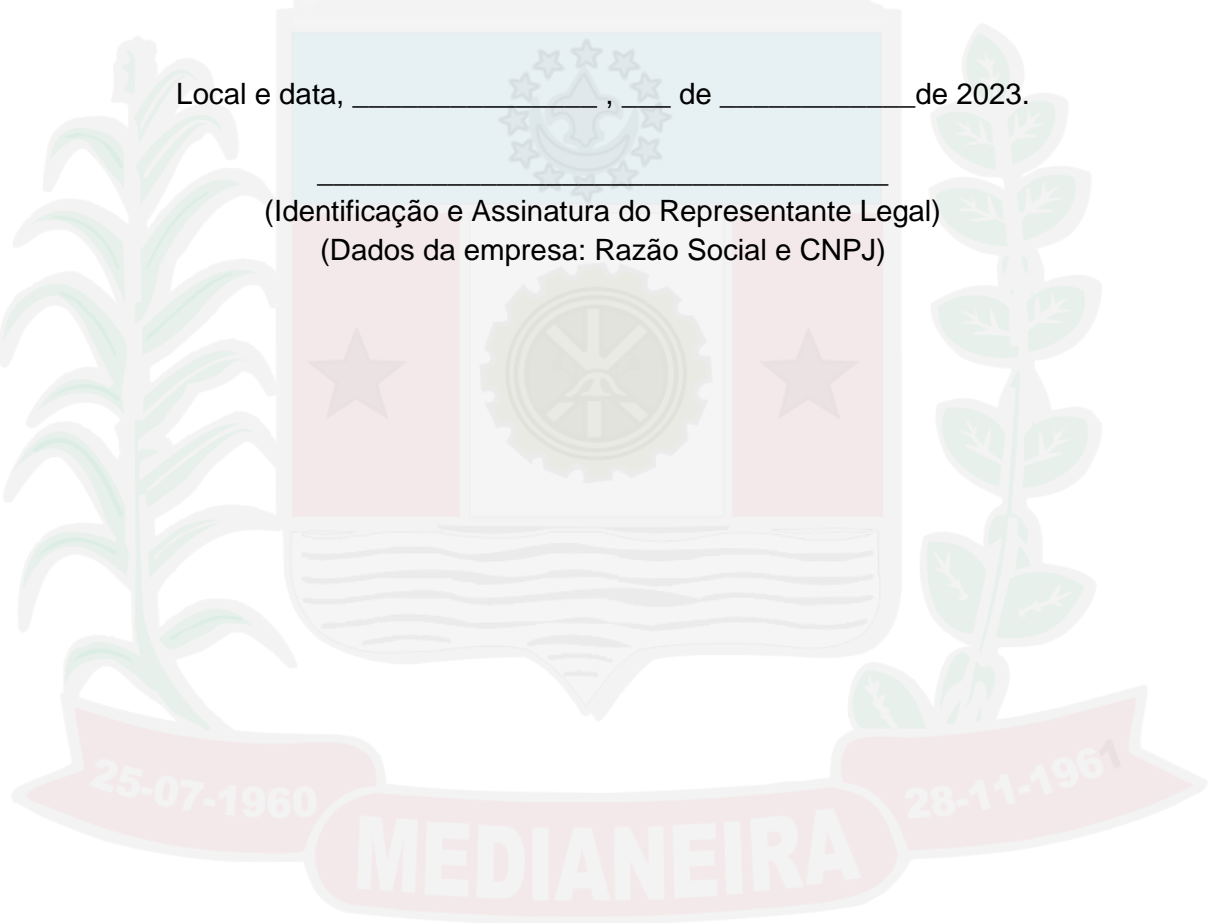 Local e data, _______________ , ___ de ____________de 2023.
___________________________________
(Identificação e Assinatura do Representante Legal)
(Dados da empresa: Razão Social e CNPJ)
25-07-1960
MEDIANEIRA
28-11-1961